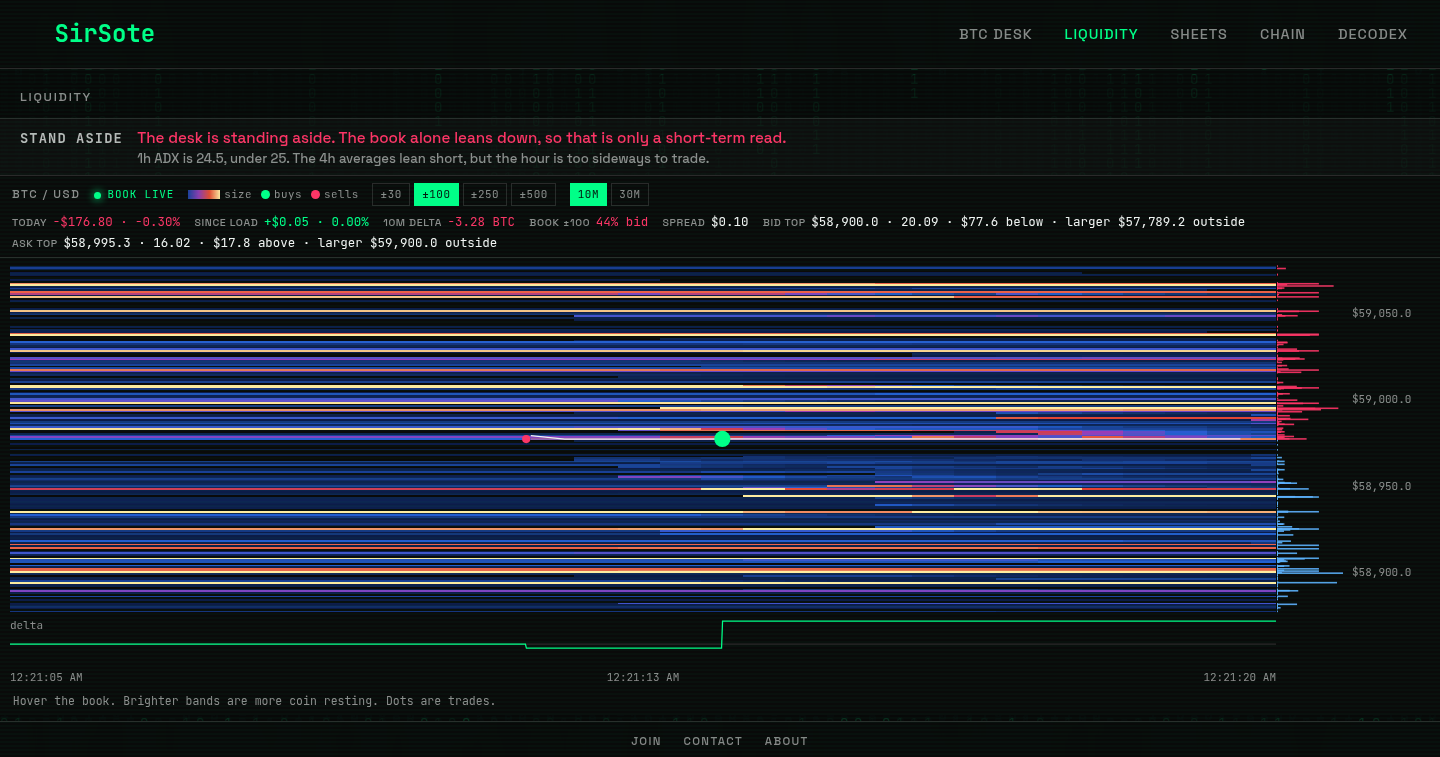 SirSote
BTC DESK LIQUIDITY SHEETS CHAIN DECODEX
LIQUIDITY
STAND ASIDE The desk is standing aside. The book alone leans down, so that is only a short-term read.
1h ADX is 24.5, under 25. The 4h averages lean short, but the hour is too sideways to trade.
BTC / USD BOOK LIVE size buys sells ±30 ±100 ±250 ±500 10M 30M
TODAY -$176.80 · -0.30% SINCE LOAD +$0.05 · 0.00% 10M DELTA -3.28 BTC BOOK ±100 44% bid SPREAD $0.10 BID TOP $58,900.0 · 20.09 · $77.6 below · larger $57,789.2 outside
ASK TOP $58,995.3 · 16.02 · $17.8 above · larger $59,900.0 outside
$59,050.0
$59,000.0
$58,950.0
$58,900.0
delta
12:21:05 AM 12:21:13 AM 12:21:20 AM
Hover the book. Brighter bands are more coin resting. Dots are trades.
JOIN CONTACT ABOUT